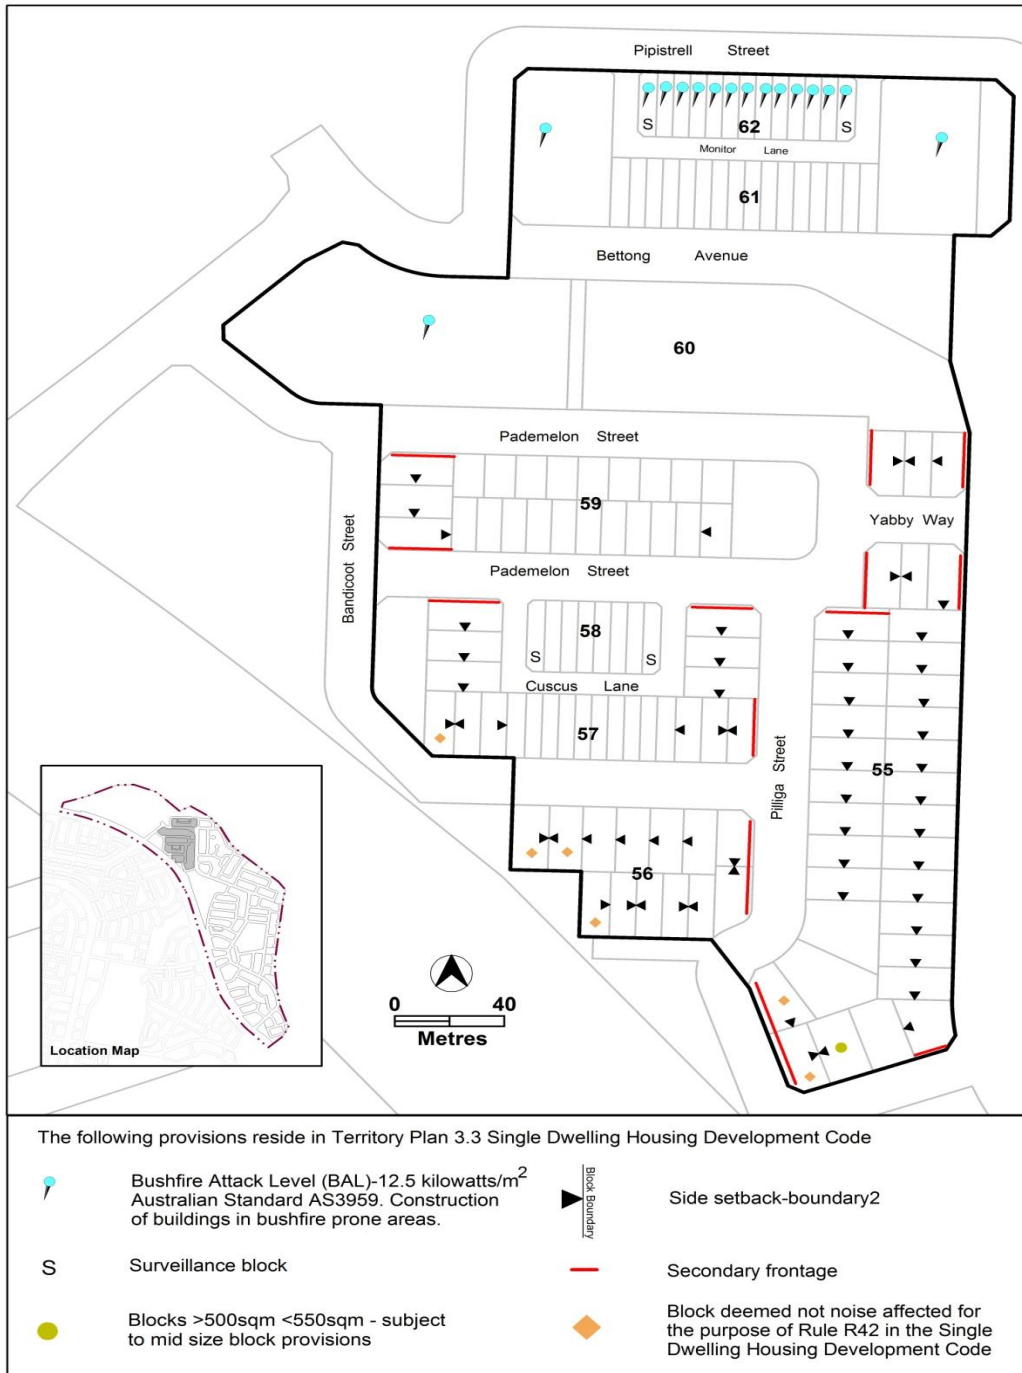 Pipistrell Street
62
S S
Monitor Lane
61
Bettong Avenue
60
Pademelon Street
59
Yabby Way
Bandicoot Street
Pademelon Street
58
S S
Cuscus Lane
57
Pilliga Street
55
56
0 40
Metres
Location Map
The following provisions reside in Territory Plan 3.3 Single Dwelling Housing Development Code
Bushfire Attack Level (BAL)-12.5 kilowatts/m²
Australian Standard AS3959. Construction
of buildings in bushfire prone areas.
Block Boundary
Side setback-boundary2
S
Surveillance block
Secondary frontage
Blocks >500sqm <550sqm - subject
to mid size block provisions
Block deemed not noise affected for
the purpose of Rule R42 in the Single
Dwelling Housing Development Code